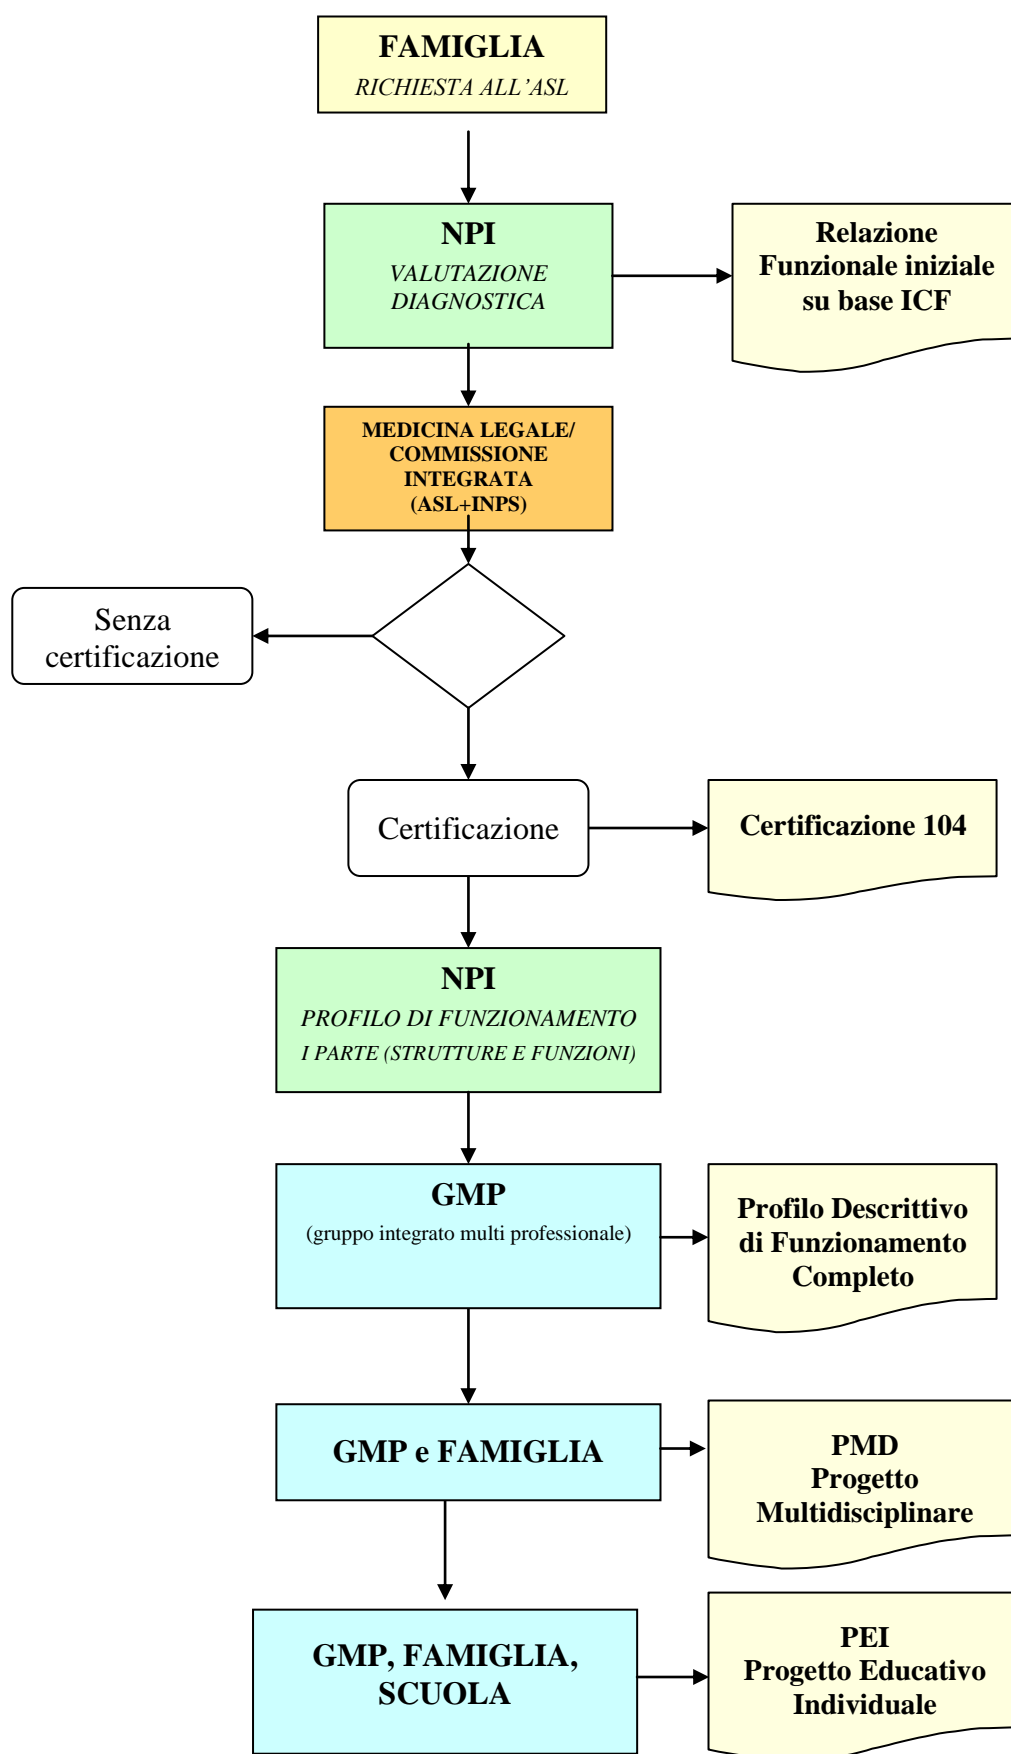 FAMIGLIA
RICHIESTA ALL'ASL
NPI
VALUTAZIONE
DIAGNOSTICA
Relazione
Funzionale iniziale
su base ICF
MEDICINA LEGALE/
COMMISSIONE
INTEGRATA
(ASL+INPS)
Senza
certificazione
Certificazione
Certificazione 104
NPI
PROFILO DI FUNZIONAMENTO
I PARTE (STRUTTURE E FUNZIONI)
GMP
(gruppo integrato multi professionale)
Profilo Descrittivo
di Funzionamento
Completo
GMP e FAMIGLIA
PMD
Progetto
Multidisciplinare
GMP, FAMIGLIA,
SCUOLA
PEI
Progetto Educativo
Individuale